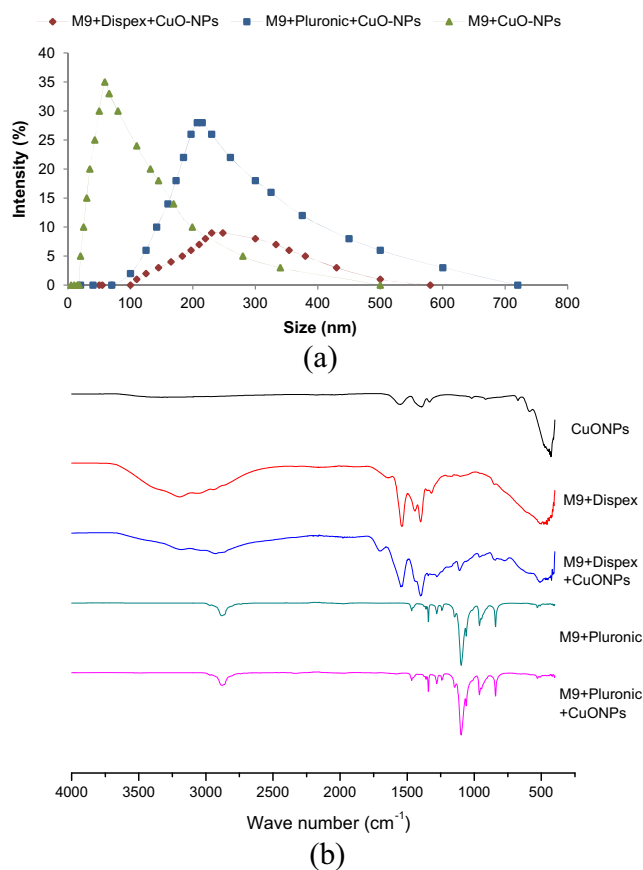 M9+Dispex+CuO-NPs M9+Pluronic+CuO-NPs M9+CuO-NPs
40
35
30
25
20
15
10
5
0
Intensity (%)
0 100 200 300 400 500 600 700 800
Size (nm)
(a)
CuONPs
M9+Dispex
M9+Dispex
+CuONPs
M9+Pluronic
M9+Pluronic
+CuONPs
4000 3500 3000 2500 2000 1500 1000 500
Wave number (cm⁻¹)
(b)